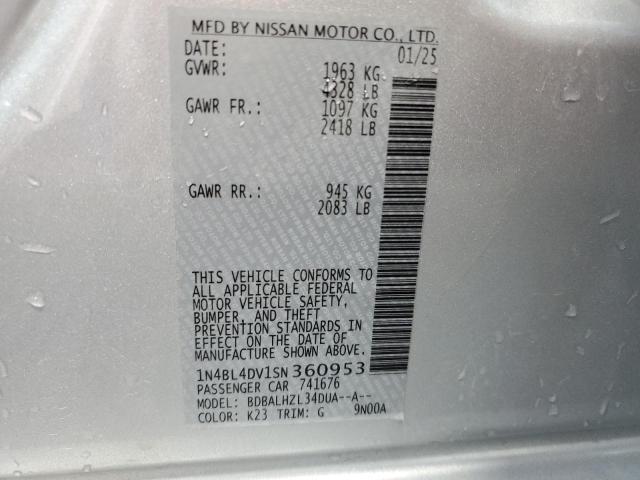 MFD BY NISSAN MOTOR CO., LTD.
DATE: 01/25
GVWR: 1963 KG
4328 LB
GAWR FR.: 1097 KG
2418 LB
GAWR RR.: 945 KG
2083 LB
THIS VEHICLE CONFORMS TO
ALL APPLICABLE FEDERAL
MOTOR VEHICLE SAFETY,
BUMPER, AND THEFT
PREVENTION STANDARDS IN
EFFECT ON THE DATE OF
MANUFACTURE SHOWN ABOVE.
1N4BL4DV1SN360953
PASSENGER CAR 741676
MODEL: BDBALHZL34DUA--A--
COLOR: K23 TRIM: G 9N00A